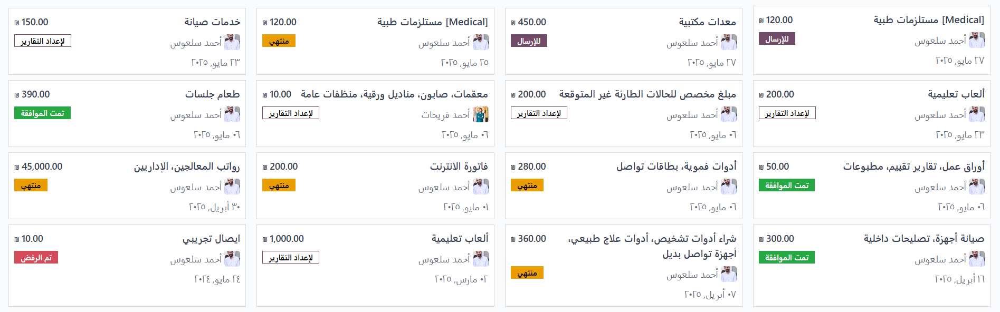 [Medical] مستلزمات طبية
120.00 ₪
أحمد سلعوس
للإرسال
٢٧ مايو, ٢٠٢٥
معدات مكتبية
450.00 ₪
أحمد سلعوس
للإرسال
٢٧ مايو, ٢٠٢٥
[Medical] مستلزمات طبية
120.00 ₪
أحمد سلعوس
منتهي
٢٥ مايو, ٢٠٢٥
خدمات صيانة
150.00 ₪
أحمد سلعوس
لإعداد التقارير
٢٣ مايو, ٢٠٢٥
ألعاب تعليمية
200.00 ₪
أحمد سلعوس
لإعداد التقارير
٢٣ مايو, ٢٠٢٥
مبلغ مخصص للحالات الطارئة غير المتوقعة
200.00 ₪
أحمد سلعوس
لإعداد التقارير
٠٦ مايو, ٢٠٢٥
معقمات، صابون، مناديل ورقية، منظفات عامة
10.00 ₪
أحمد فريحات
لإعداد التقارير
٠٦ مايو, ٢٠٢٥
طعام جلسات
390.00 ₪
أحمد سلعوس
تمت الموافقة
٠٦ مايو, ٢٠٢٥
أوراق عمل، تقارير تقييم، مطبوعات
50.00 ₪
أحمد سلعوس
تمت الموافقة
٠٦ مايو, ٢٠٢٥
أدوات فموية، بطاقات تواصل
280.00 ₪
أحمد سلعوس
منتهي
٠٦ مايو, ٢٠٢٥
فاتورة الانترنت
200.00 ₪
أحمد سلعوس
منتهي
٠١ مايو, ٢٠٢٥
رواتب المعالجين، الإداريين
45,000.00 ₪
أحمد سلعوس
منتهي
٣٠ أبريل, ٢٠٢٥
صيانة أجهزة، تصليحات داخلية
300.00 ₪
أحمد سلعوس
تمت الموافقة
١٦ أبريل, ٢٠٢٥
شراء أدوات تشخيص، أدوات علاج طبيعي،
أجهزة تواصل بديل
360.00 ₪
أحمد سلعوس
منتهي
٠٧ أبريل, ٢٠٢٥
ألعاب تعليمية
1,000.00 ₪
أحمد سلعوس
لإعداد التقارير
٠٢ مارس, ٢٠٢٥
ايصال تجريبي
10.00 ₪
أحمد سلعوس
تم الرفض
٢٤ مايو, ٢٠٢٤